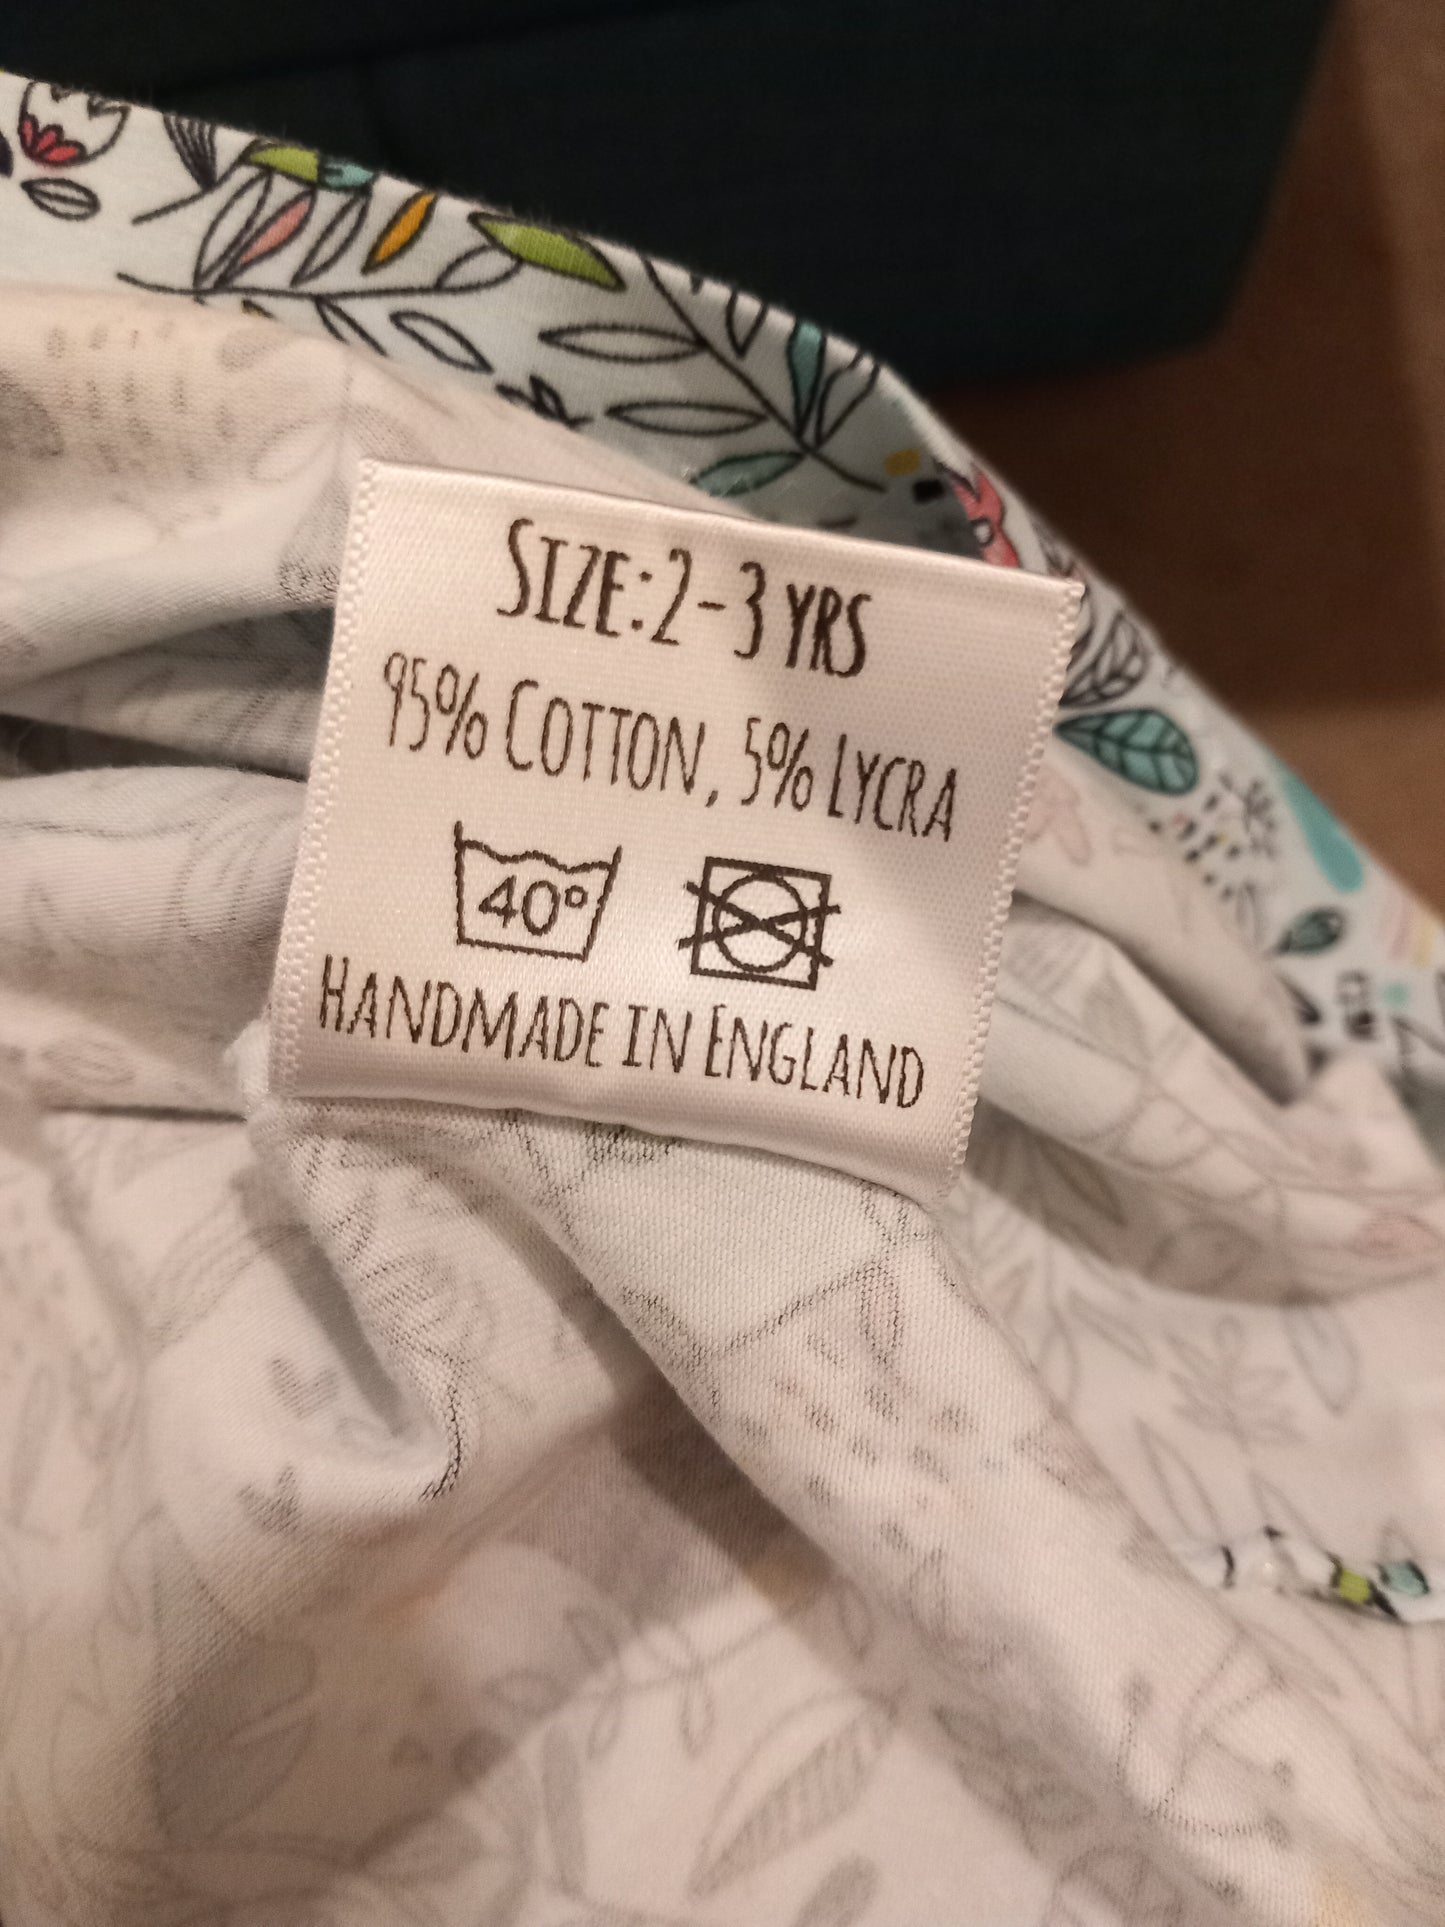 SIZE: 2-3 YRS
95% COTTON, 5% LYCRA
40°
HANDMADE IN ENGLAND